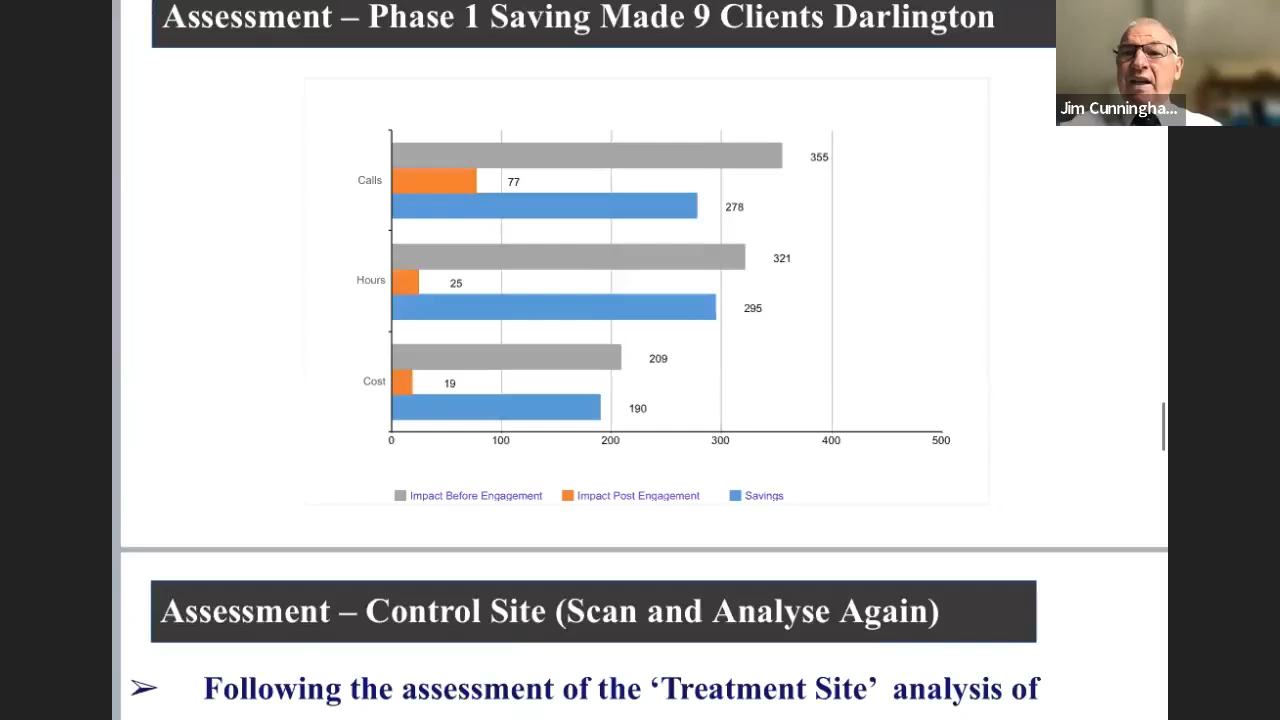 Assessment – Phase 1 Saving Made 9 Clients Darlington
Jim Cunningha...
Calls
355
77
278
Hours
321
25
295
Cost
209
19
190
0 100 200 300 400 500
Impact Before Engagement Impact Post Engagement Savings
Assessment – Control Site (Scan and Analyse Again)
➢ Following the assessment of the ‘Treatment Site’ analysis of